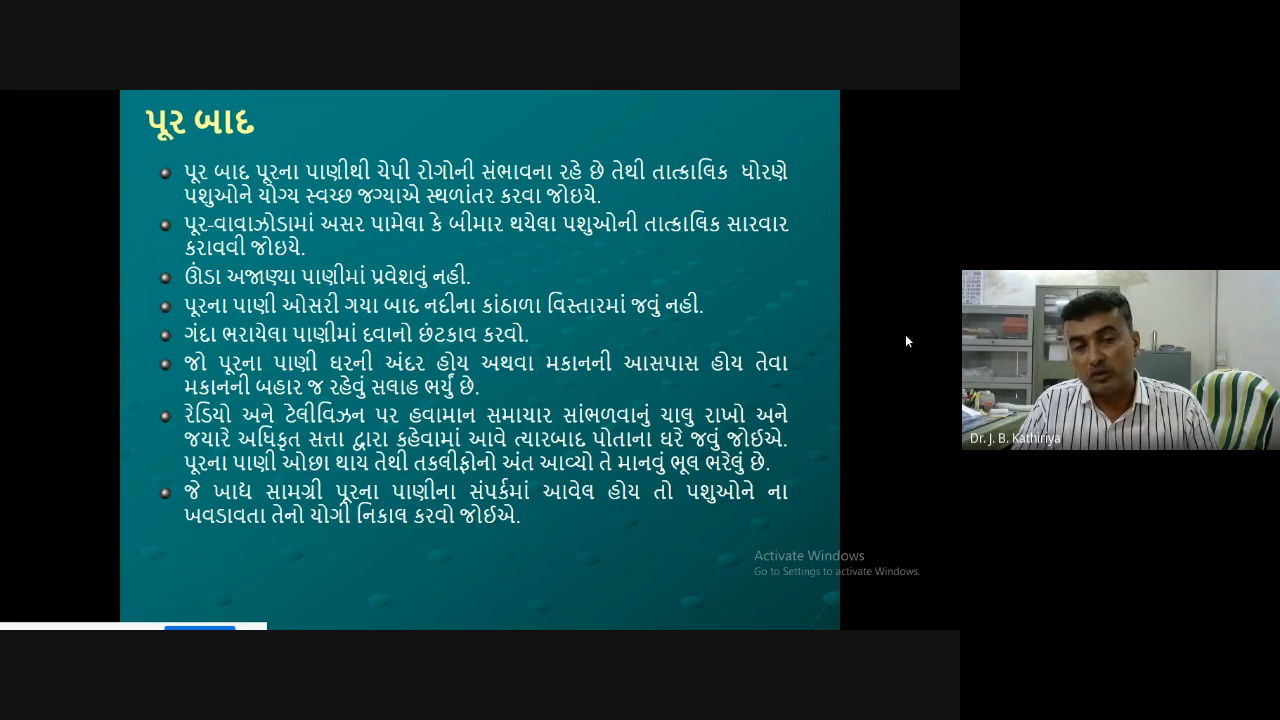 પૂર બાદ
પૂર બાદ પૂરના પાણીથી ચેપી રોગોની સંભાવના રહે છે તેથી તાત્કાલિક ધોરણે
પશુઓને યોગ્ય સ્વચ્છ જગ્યાએ સ્થળાંતર કરવા જોઇયે.
પૂર-વાવાઝોડામાં અસર પામેલા કે બીમાર થયેલા પશુઓની તાત્કાલિક સારવાર
કરાવવી જોઇયે.
ઊંડા અજાણ્યા પાણીમાં પ્રવેશવું નહી.
પૂરના પાણી ઓસરી ગયા બાદ નદીના કાંઠાળા વિસ્તારમાં જવું નહી.
ગંદા ભરાયેલા પાણીમાં દવાનો છંટકાવ કરવો.
જો પૂરના પાણી ઘરની અંદર હોય અથવા મકાનની આસપાસ હોય તેવા
મકાનની બહાર જ રહેવું સલાહ ભર્યું છે.
રેડિયો અને ટેલીવિઝન પર હવામાન સમાચાર સાંભળવાનું ચાલુ રાખો અને
જયારે અધિકૃત સત્તા દ્વારા કહેવામાં આવે ત્યારબાદ પોતાના ઘરે જવું જોઈએ.
પૂરના પાણી ઓછા થાય તેથી તકલીફોનો અંત આવ્યો તે માનવું ભૂલ ભરેલું છે.
જે ખાદ્ય સામગ્રી પૂરના પાણીના સંપર્કમાં આવેલ હોય તો પશુઓને ના
ખવડાવતા તેનો યોગી નિકાલ કરવો જોઈએ.
Activate Windows
Go to Settings to activate Windows.
Dr. J. B. Kathiriya